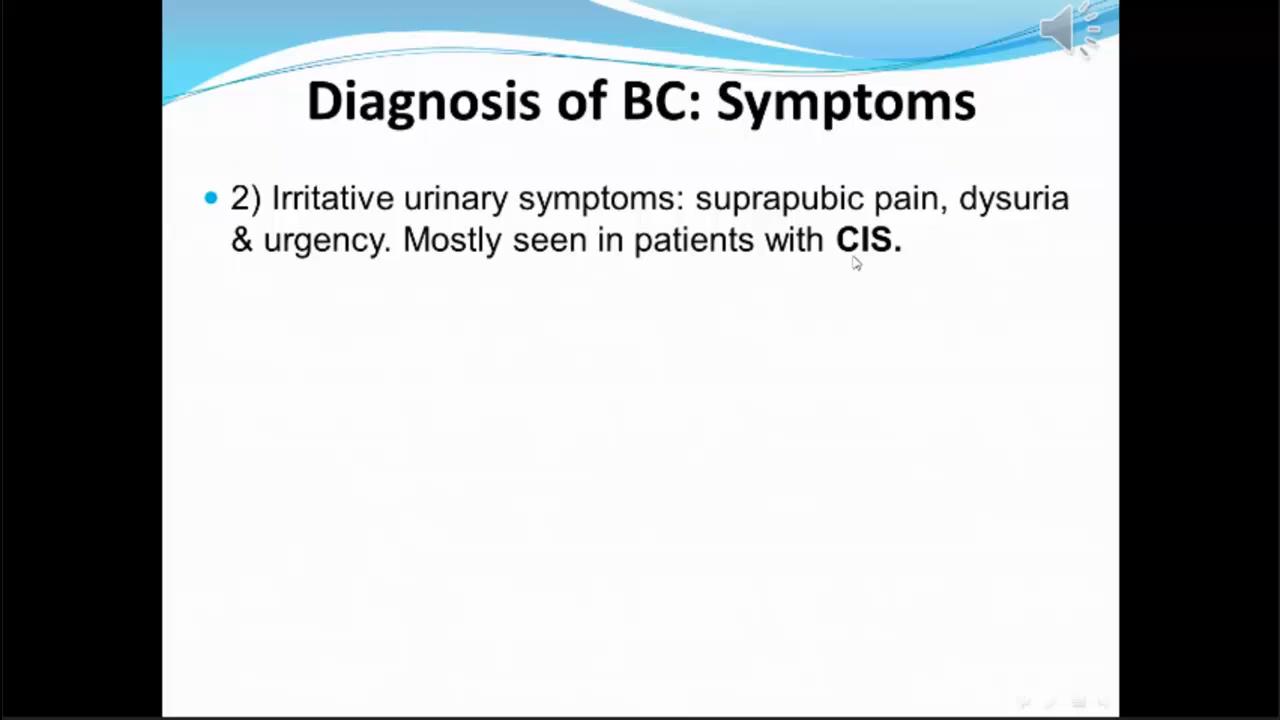 Diagnosis of BC: Symptoms
2) Irritative urinary symptoms: suprapubic pain, dysuria
& urgency. Mostly seen in patients with CIS.